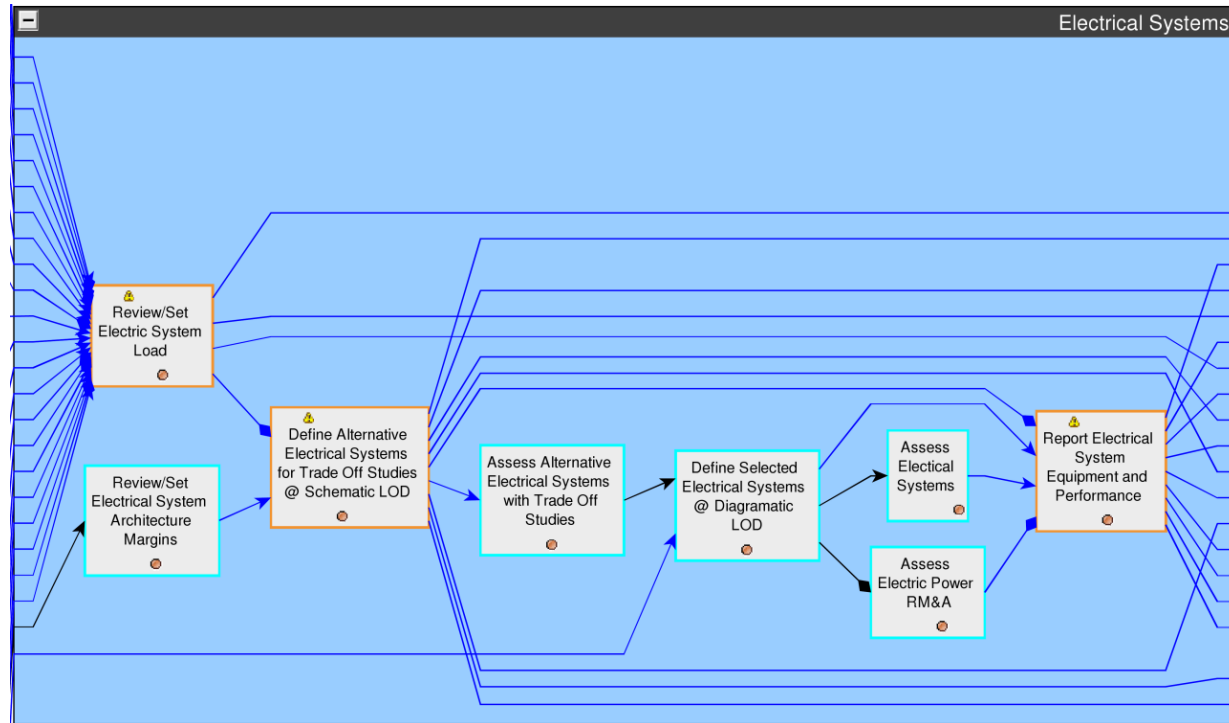 Electrical Systems
Review/Set
Electric System
Load
Define Alternative
Electrical Systems
for Trade Off Studies
@ Schematic LOD
Review/Set
Electrical System
Architecture
Margins
Assess Alternative
Electrical Systems
with Trade Off
Studies
Define Selected
Electrical Systems
@ Diagramatic
LOD
Assess
Electical
Systems
Assess
Electric Power
RM&A
Report Electrical
System
Equipment and
Performance